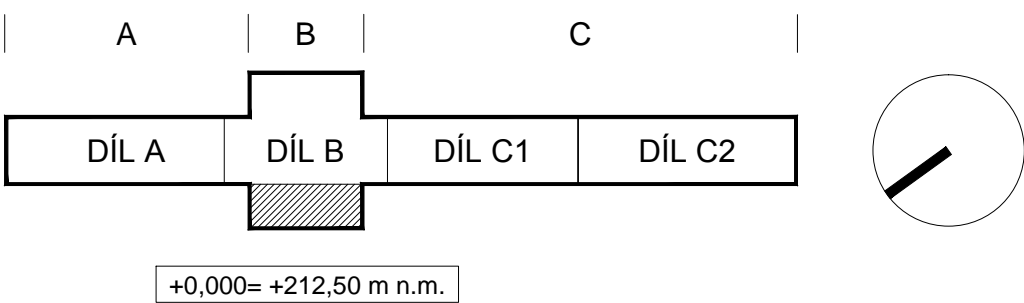 A B C
DÍL A DÍL B DÍL C1 DÍL C2
+0,000= +212,50 m n.m.